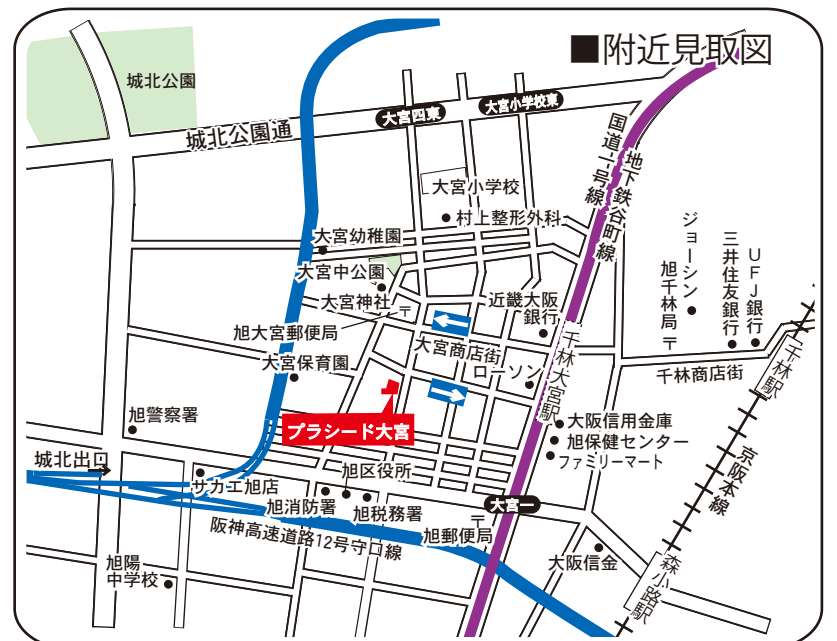 ■附近見取図
城北公園
城北公園通
大宮四東
大宮小学校東
国道一号線
地下鉄谷町線
大宮小学校
村上整形外科
大宮幼稚園
大宮中公園
大宮神社
〒
旭大宮郵便局
近畿大阪
銀行
大宮商店街
ローソン
大宮保育園
千林大宮駅
ジョーシン
旭千林局〒
三井住友銀行
UFJ銀行
千林商店街
千林駅
京阪本線
森小路駅
プラシード大宮
旭警察署
城北出口
サカエ旭店
旭区役所
旭消防署
旭税務署
阪神高速道路12号守口線
〒
旭郵便局
大宮一
大阪信用金庫
旭保健センター
ファミリーマート
大阪信金
旭陽
中学校